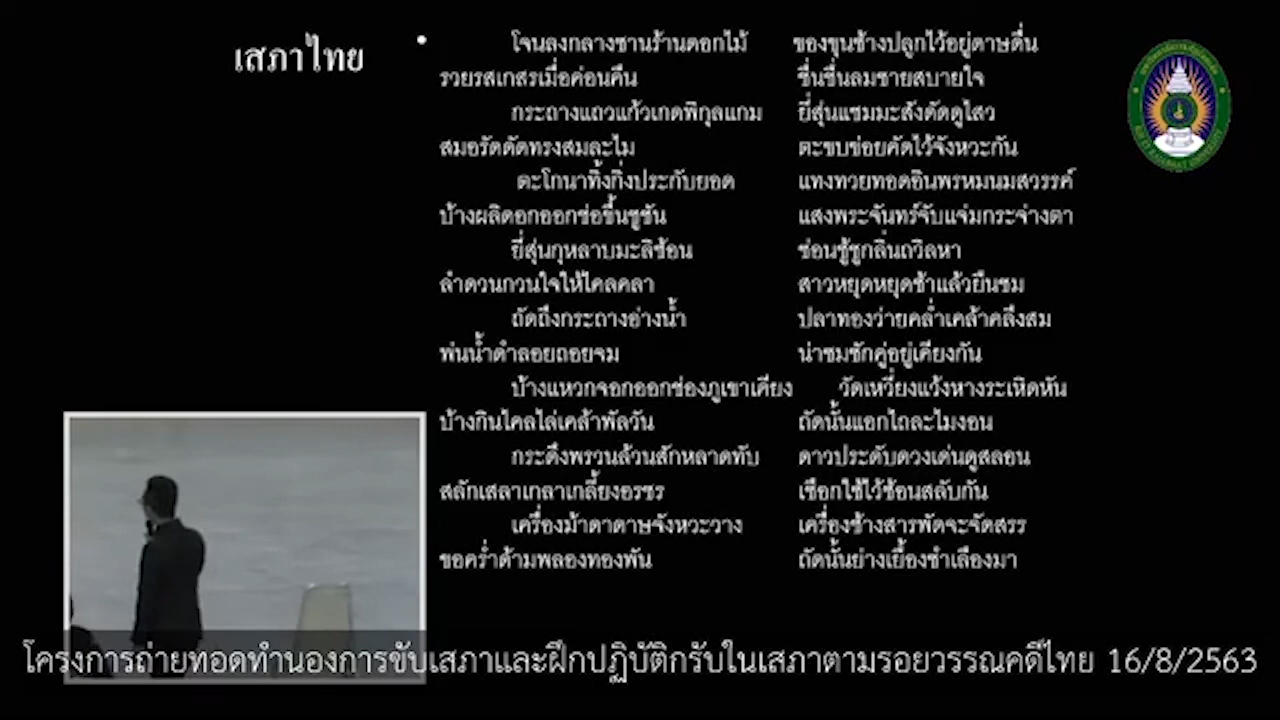 เสภาไทย
โจนลงกลางชานร้านดอกไม้ ของขุนช้างปลูกไว้อยู่ดาษดื่น
รวยรสเกสรเมื่อค่อนคืน ชื่นชื่นลมชายสบายใจ
กระถางแถวแก้วเกดพิกุลแกม ยี่สุ่นแซมมะสังดัดดูไสว
สมอรัดดัดทรงสมละไม ตะขบข่อยคัดไว้จังหวะกัน
ตะโกนาทิ้งกิ่งประกับยอด แทงทวยทอดอินพรหมนมสวรรค์
บ้างผลิดอกออกช่อขึ้นชูชัน แสงพระจันทร์จับแจ่มกระจ่างตา
ยี่สุ่นกุหลาบมะลิซ้อน ซ่อนชู้ชูกลิ่นถวิลหา
ลำดวนกวนใจให้ไคลคลา สาวหยุดหยุดช้าแล้วยืนชม
ถัดถึงกระถางอ่างน้ำ ปลาทองว่ายคล่ำเคล้าคลึงสม
พ่นน้ำดำลอยถอยจม น่าชมชักคู่อยู่เคียงกัน
บ้างแหวกจอกออกช่องภูเขาเคียง วัดเหวี่ยงแว้งหางระเหิดหัน
บ้างกินไคลไล่เคล้าพัลวัน ถัดนั้นแอกไถละไมงอน
กระดึงพรวนล้วนสักหลาดทับ ดาวประดับดวงเด่นดูสลอน
สลักเสลาเกลาเกลี้ยงอรชร เชือกใช้ไว้ซ้อนสลับกัน
เครื่องม้าดาดาษจังหวะวาง เครื่องช้างสารพัดจะจัดสรร
ขอคร่ำด้ามพลองทองพัน ถัดนั้นย่างเยื้องชำเลืองมา
โครงการถ่ายทอดทำนองการขับเสภาและฝึกปฏิบัติกรับในเสภาตามรอยวรรณคดีไทย 16/8/2563